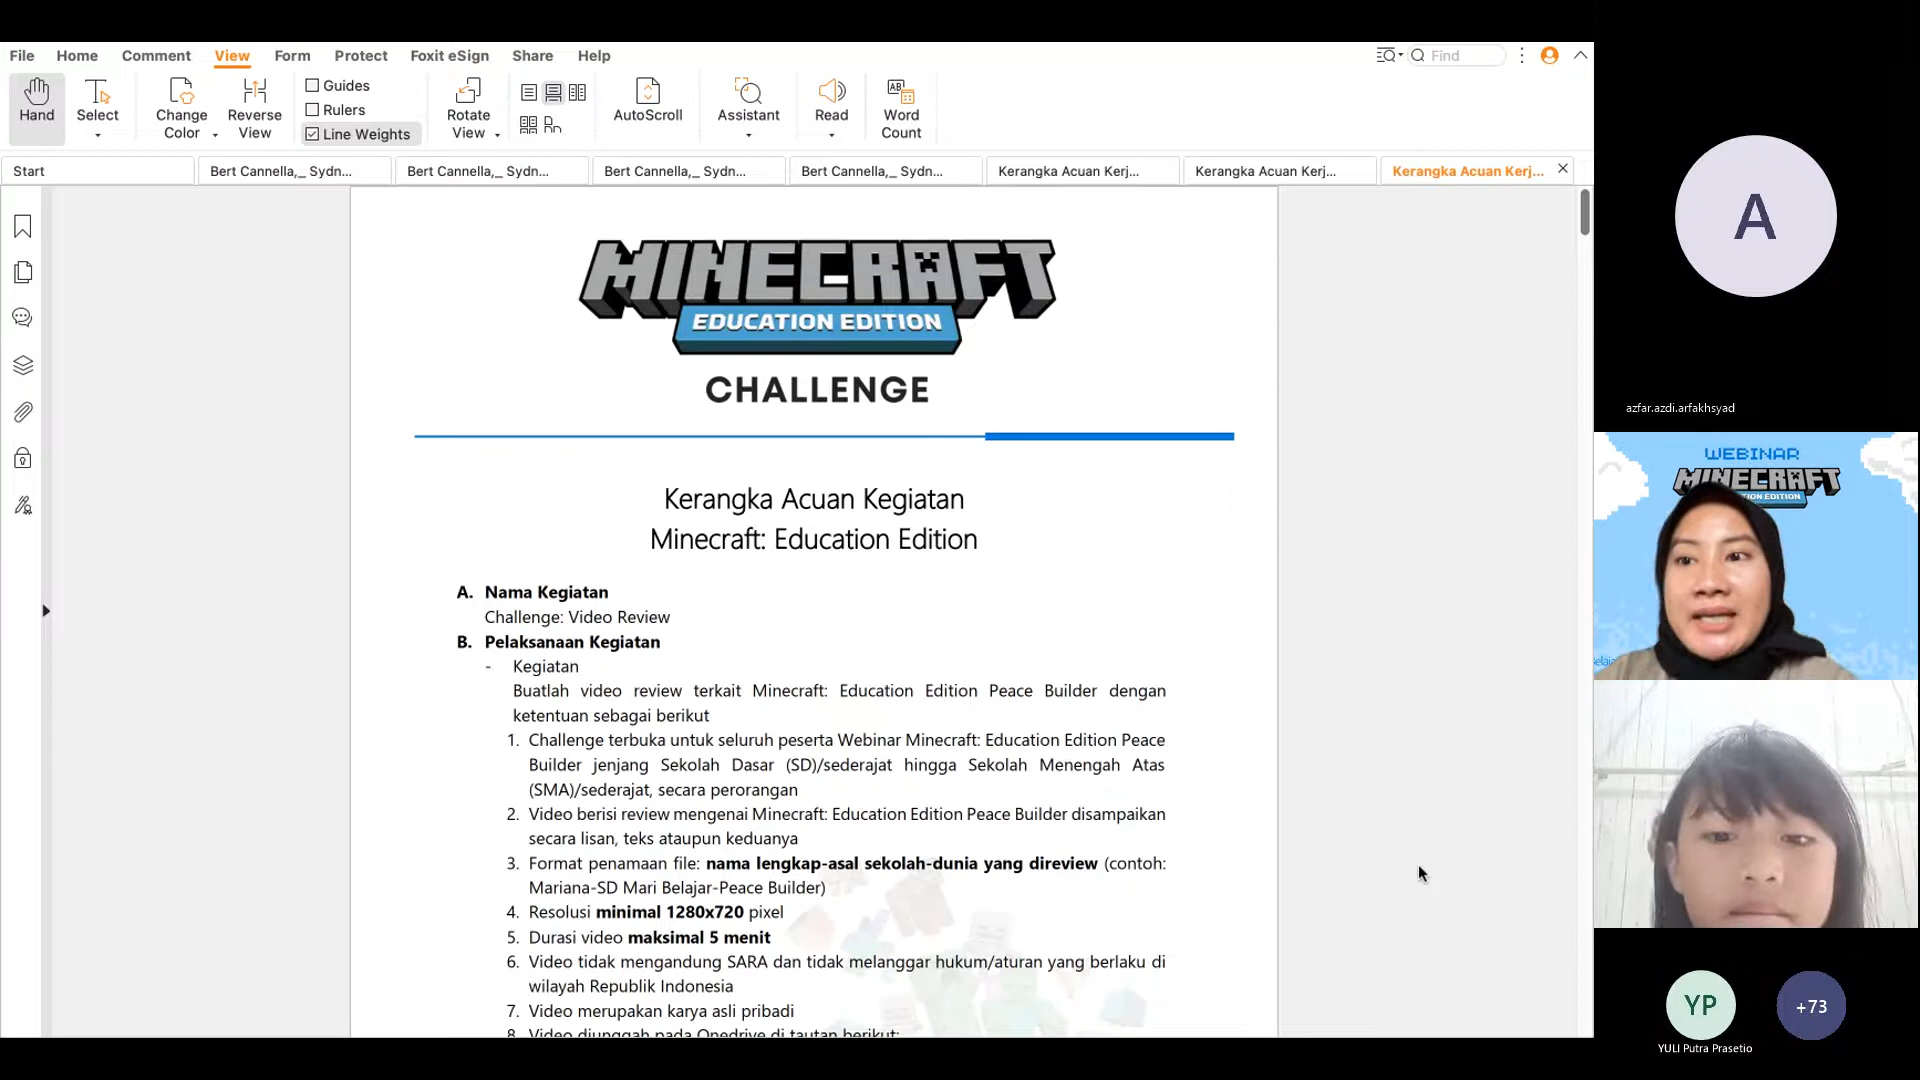 File Home Comment View Form Protect Foxit eSign Share Help
Find
Hand
Select
Change Color
Reverse View
Guides
Rulers
Line Weights
Rotate View
AutoScroll
Assistant
Read
Word Count
Start
Bert Cannella,_ Sydn...
Bert Cannella,_ Sydn...
Bert Cannella,_ Sydn...
Bert Cannella,_ Sydn...
Kerangka Acuan Kerj...
Kerangka Acuan Kerj...
Kerangka Acuan Kerj...
MINECRAFT
EDUCATION EDITION
CHALLENGE
Kerangka Acuan Kegiatan
Minecraft: Education Edition
A. Nama Kegiatan
Challenge: Video Review
B. Pelaksanaan Kegiatan
- Kegiatan
Buatlah video review terkait Minecraft: Education Edition Peace Builder dengan
ketentuan sebagai berikut
1. Challenge terbuka untuk seluruh peserta Webinar Minecraft: Education Edition Peace
Builder jenjang Sekolah Dasar (SD)/sederajat hingga Sekolah Menengah Atas
(SMA)/sederajat, secara perorangan
2. Video berisi review mengenai Minecraft: Education Edition Peace Builder disampaikan
secara lisan, teks ataupun keduanya
3. Format penamaan file: nama lengkap-asal sekolah-dunia yang direview (contoh:
Mariana-SD Mari Belajar-Peace Builder)
4. Resolusi minimal 1280x720 pixel
5. Durasi video maksimal 5 menit
6. Video tidak mengandung SARA dan tidak melanggar hukum/aturan yang berlaku di
wilayah Republik Indonesia
7. Video merupakan karya asli pribadi
8. Video diunggah pada Onedrive di tautan berikut:
A
azfar.azdi.arfakhsyad
WEBINAR
MINECRAFT
EDITION
YP
+73
YULI Putra Prasetio